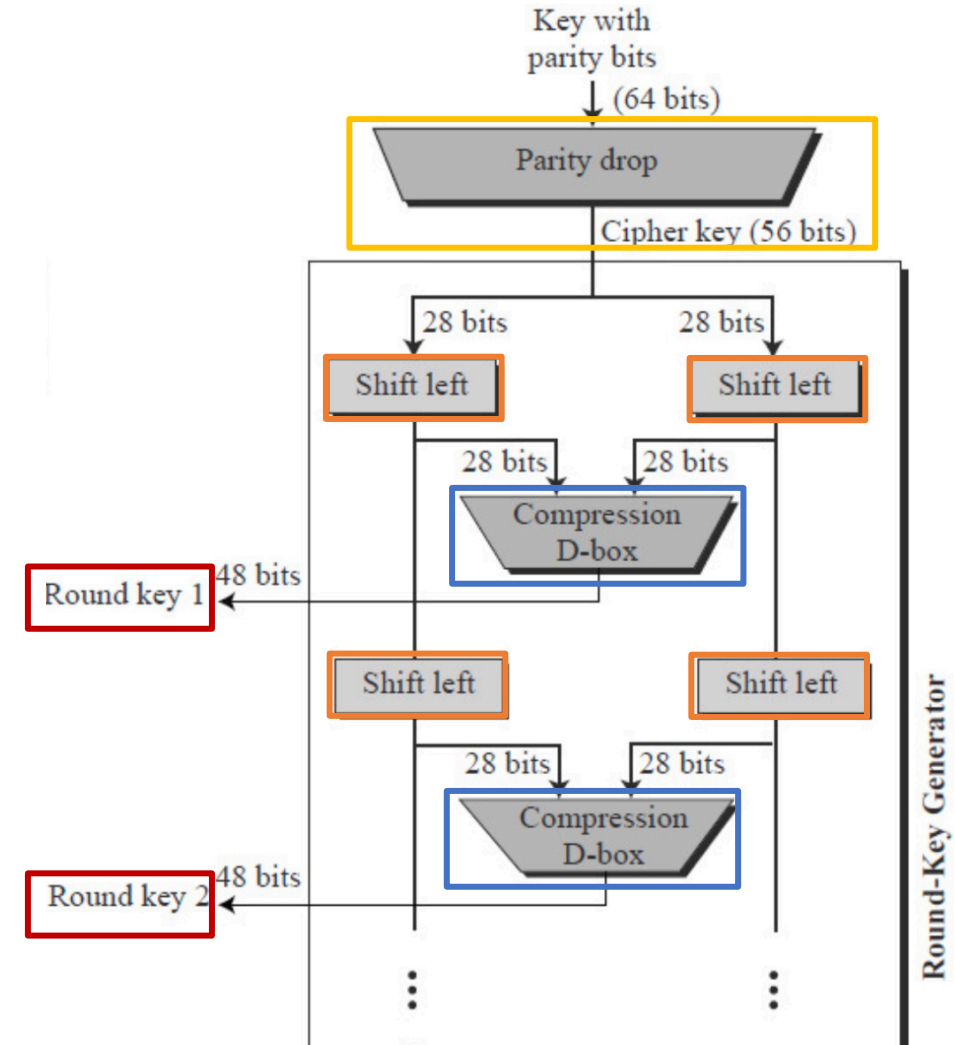 Key with
parity bits
(64 bits)
Parity drop
Cipher key (56 bits)
28 bits
28 bits
Shift left
Shift left
28 bits
28 bits
Compression
D-box
48 bits
Round key 1
Shift left
Shift left
28 bits
28 bits
Compression
D-box
48 bits
Round key 2
Round-Key Generator